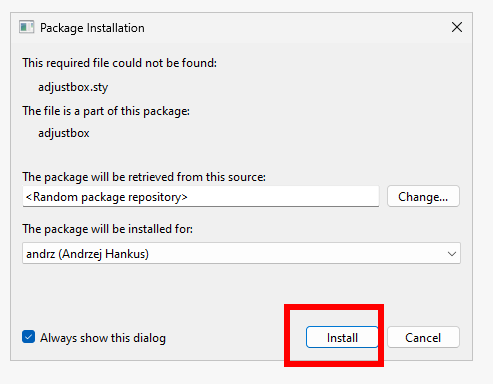 Package Installation
This required file could not be found:
adjustbox.sty
The file is a part of this package:
adjustbox
The package will be retrieved from this source:
<Random package repository>
Change...
The package will be installed for:
andrz (Andrzej Hankus)
Always show this dialog
Install
Cancel